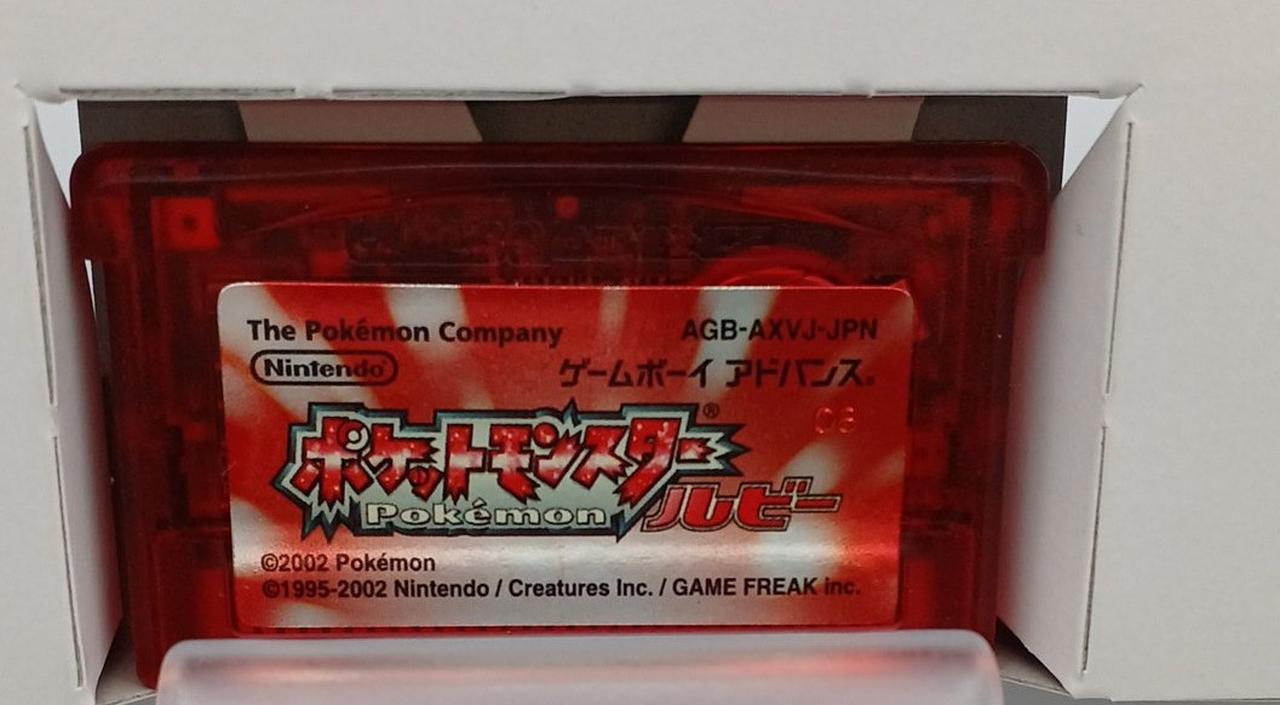 The Pokémon Company AGB-AXVJ-JPN
Nintendo® ゲームボーイ アドバンス®
ポケットモンスター®
03
Pokémon ルビー
©2002 Pokémon
©1995-2002 Nintendo / Creatures Inc. / GAME FREAK inc.